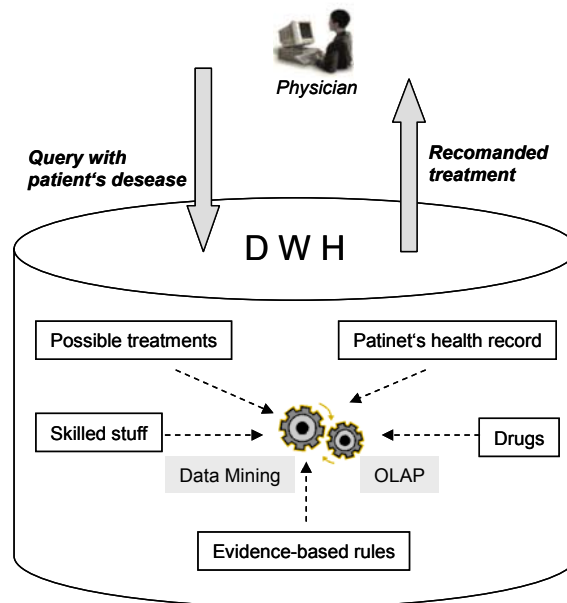 Physician
Query with
patient's desease
Recomanded
treatment
D W H
Possible treatments
Patinet's health record
Skilled stuff
Drugs
Data Mining
OLAP
Evidence-based rules